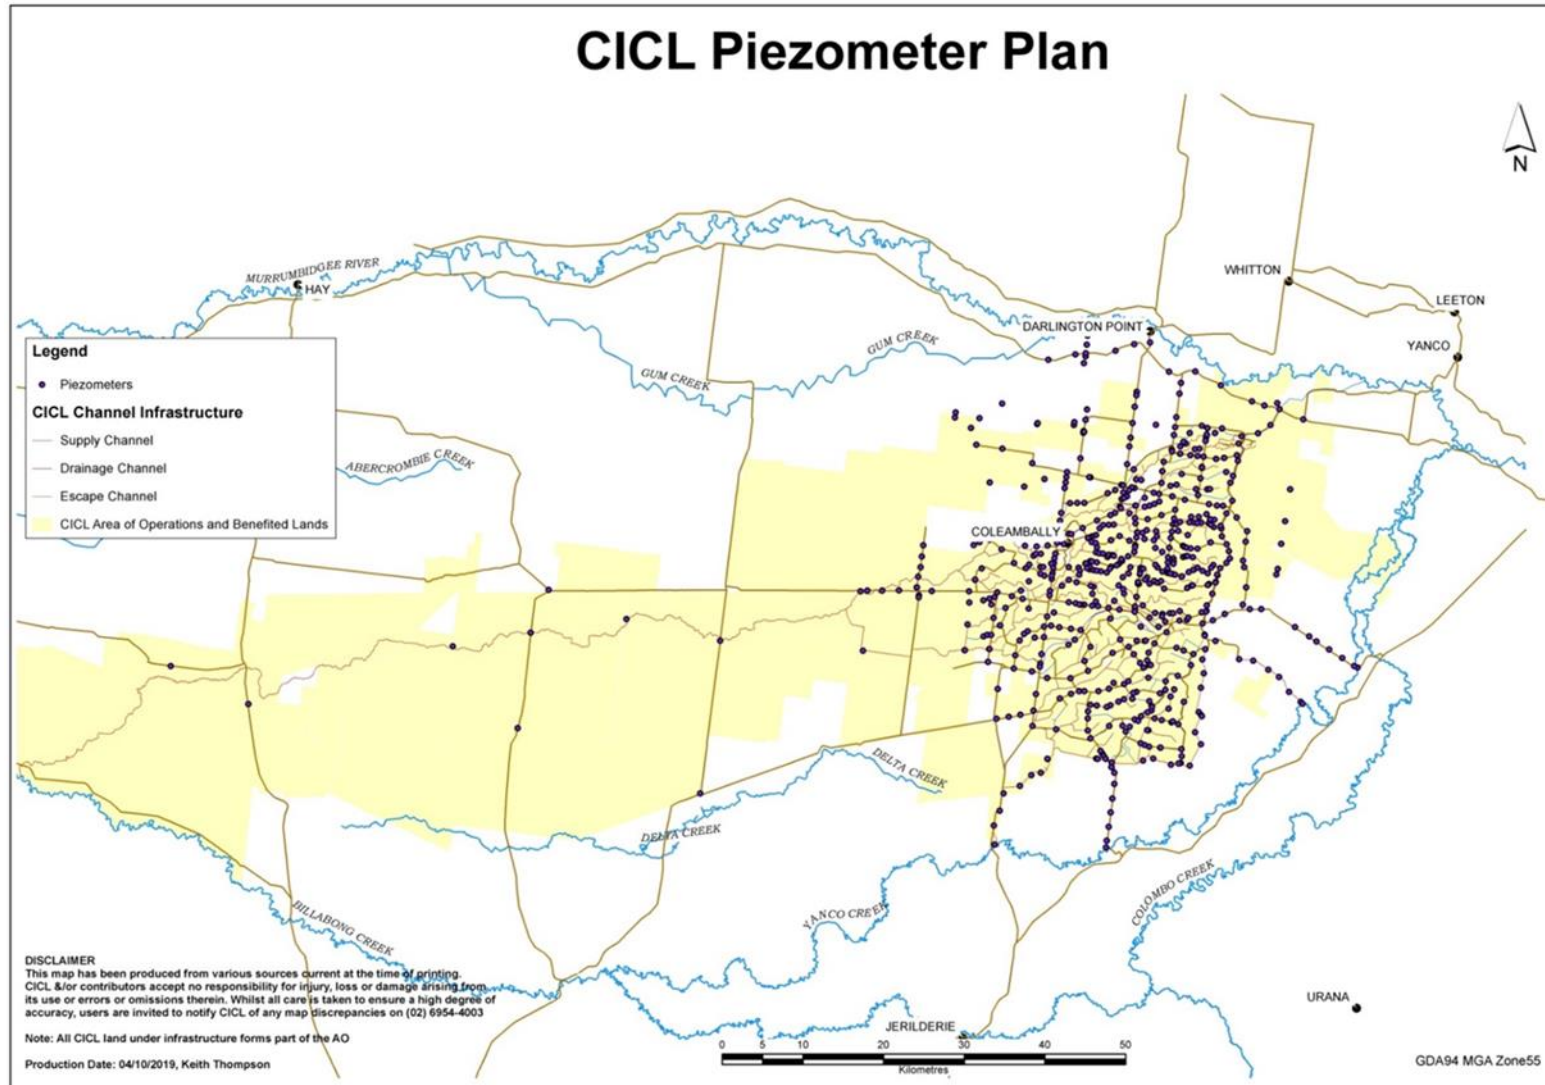 CICL Piezometer Plan
N
MURRUMBIDGEE RIVER
HAY
WHITTON
LEETON
DARLINGTON POINT
YANCO
GUM CREEK
GUM CREEK
Legend
Piezometers
CICL Channel Infrastructure
Supply Channel
Drainage Channel
Escape Channel
CICL Area of Operations and Benefited Lands
ABERCROMBIE CREEK
COLEAMBALLY
DELTA CREEK
DELTA CREEK
BILLABONG CREEK
YANCO CREEK
COLOMBO CREEK
DISCLAIMER
This map has been produced from various sources current at the time of printing.
CICL &/or contributors accept no responsibility for injury, loss or damage arising from
its use or errors or omissions therein. Whilst all care is taken to ensure a high degree of
accuracy, users are invited to notify CICL of any map discrepancies on (02) 6954-4003
Note: All CICL land under infrastructure forms part of the AO
Production Date: 04/10/2019, Keith Thompson
URANA
JERILDERIE
0 5 10 20 30 40 50
Kilometres
GDA94 MGA Zone55